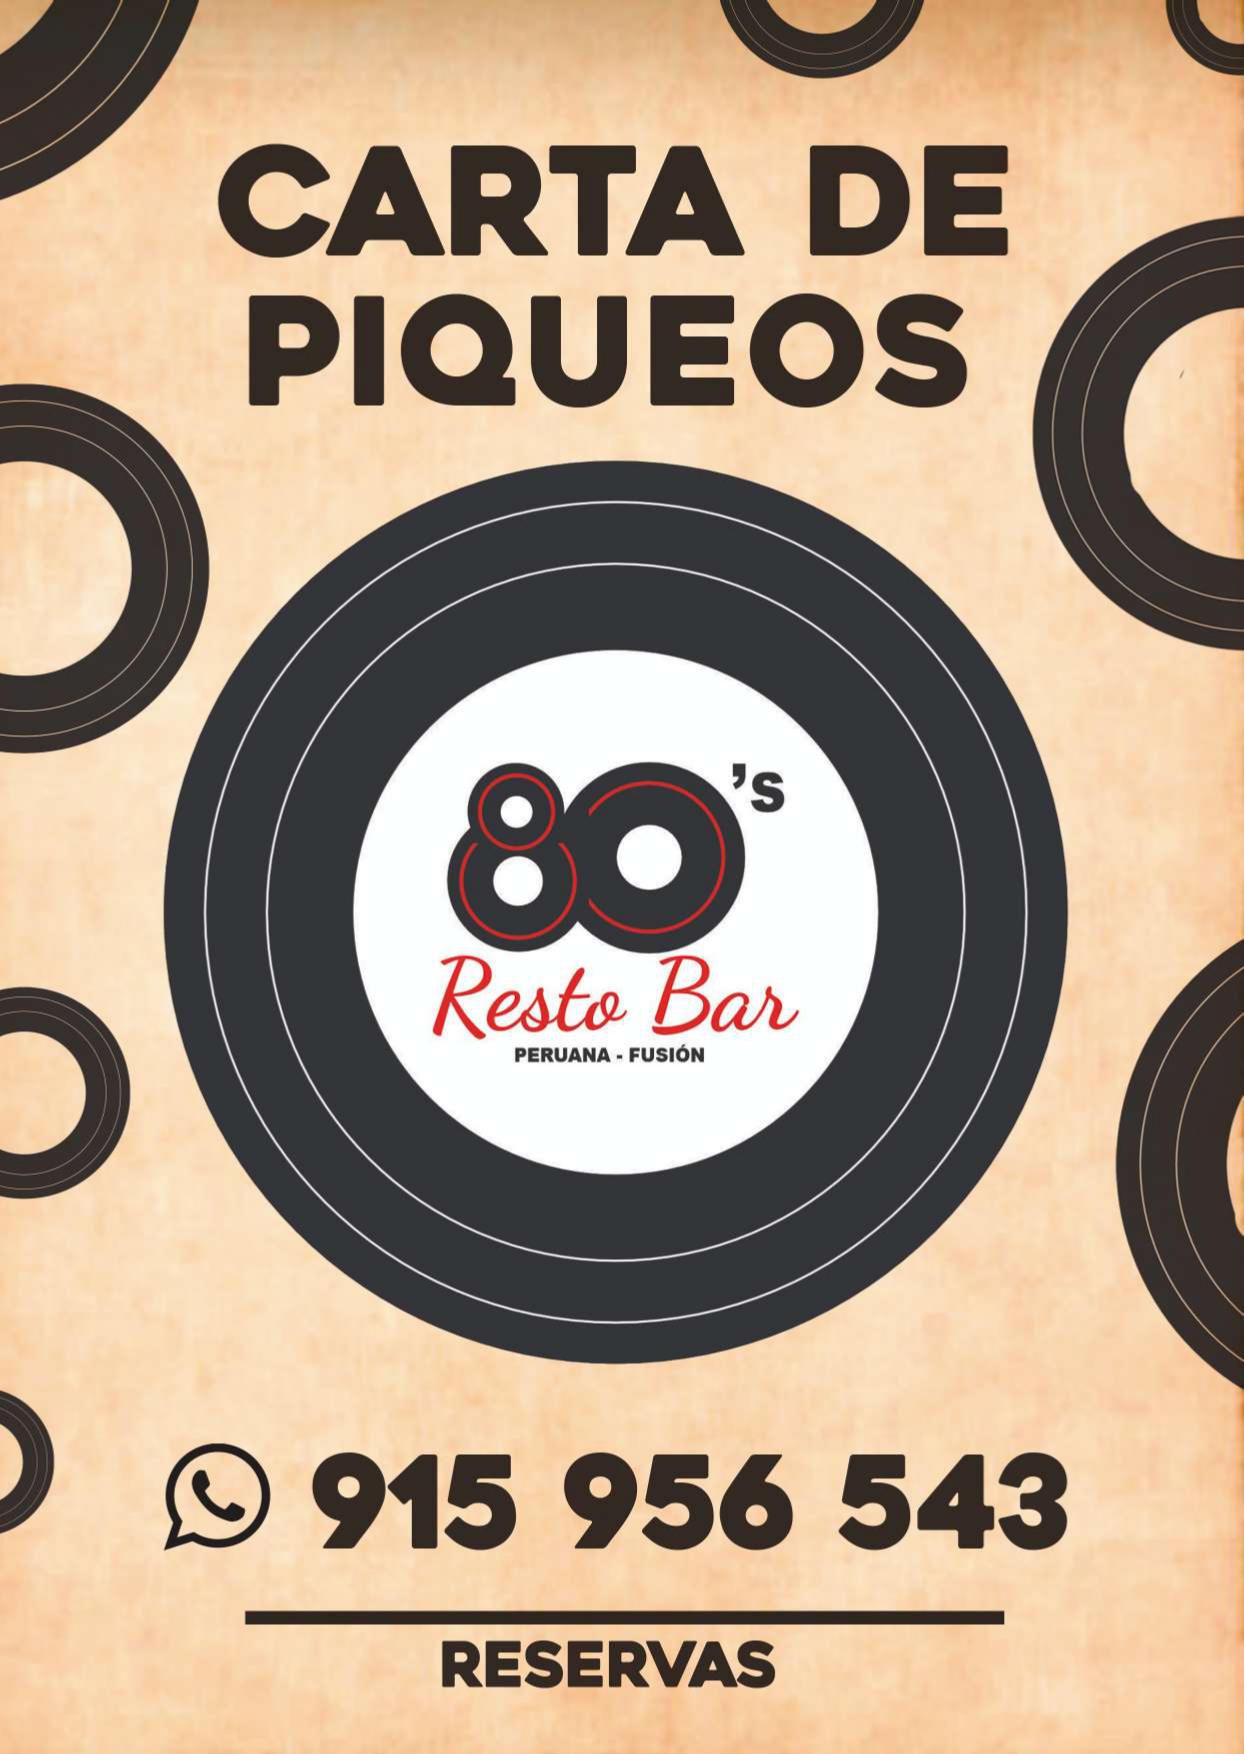 CARTA DE
PIQUEOS
80's
Resto Bar
PERUANA - FUSIÓN
915 956 543
RESERVAS